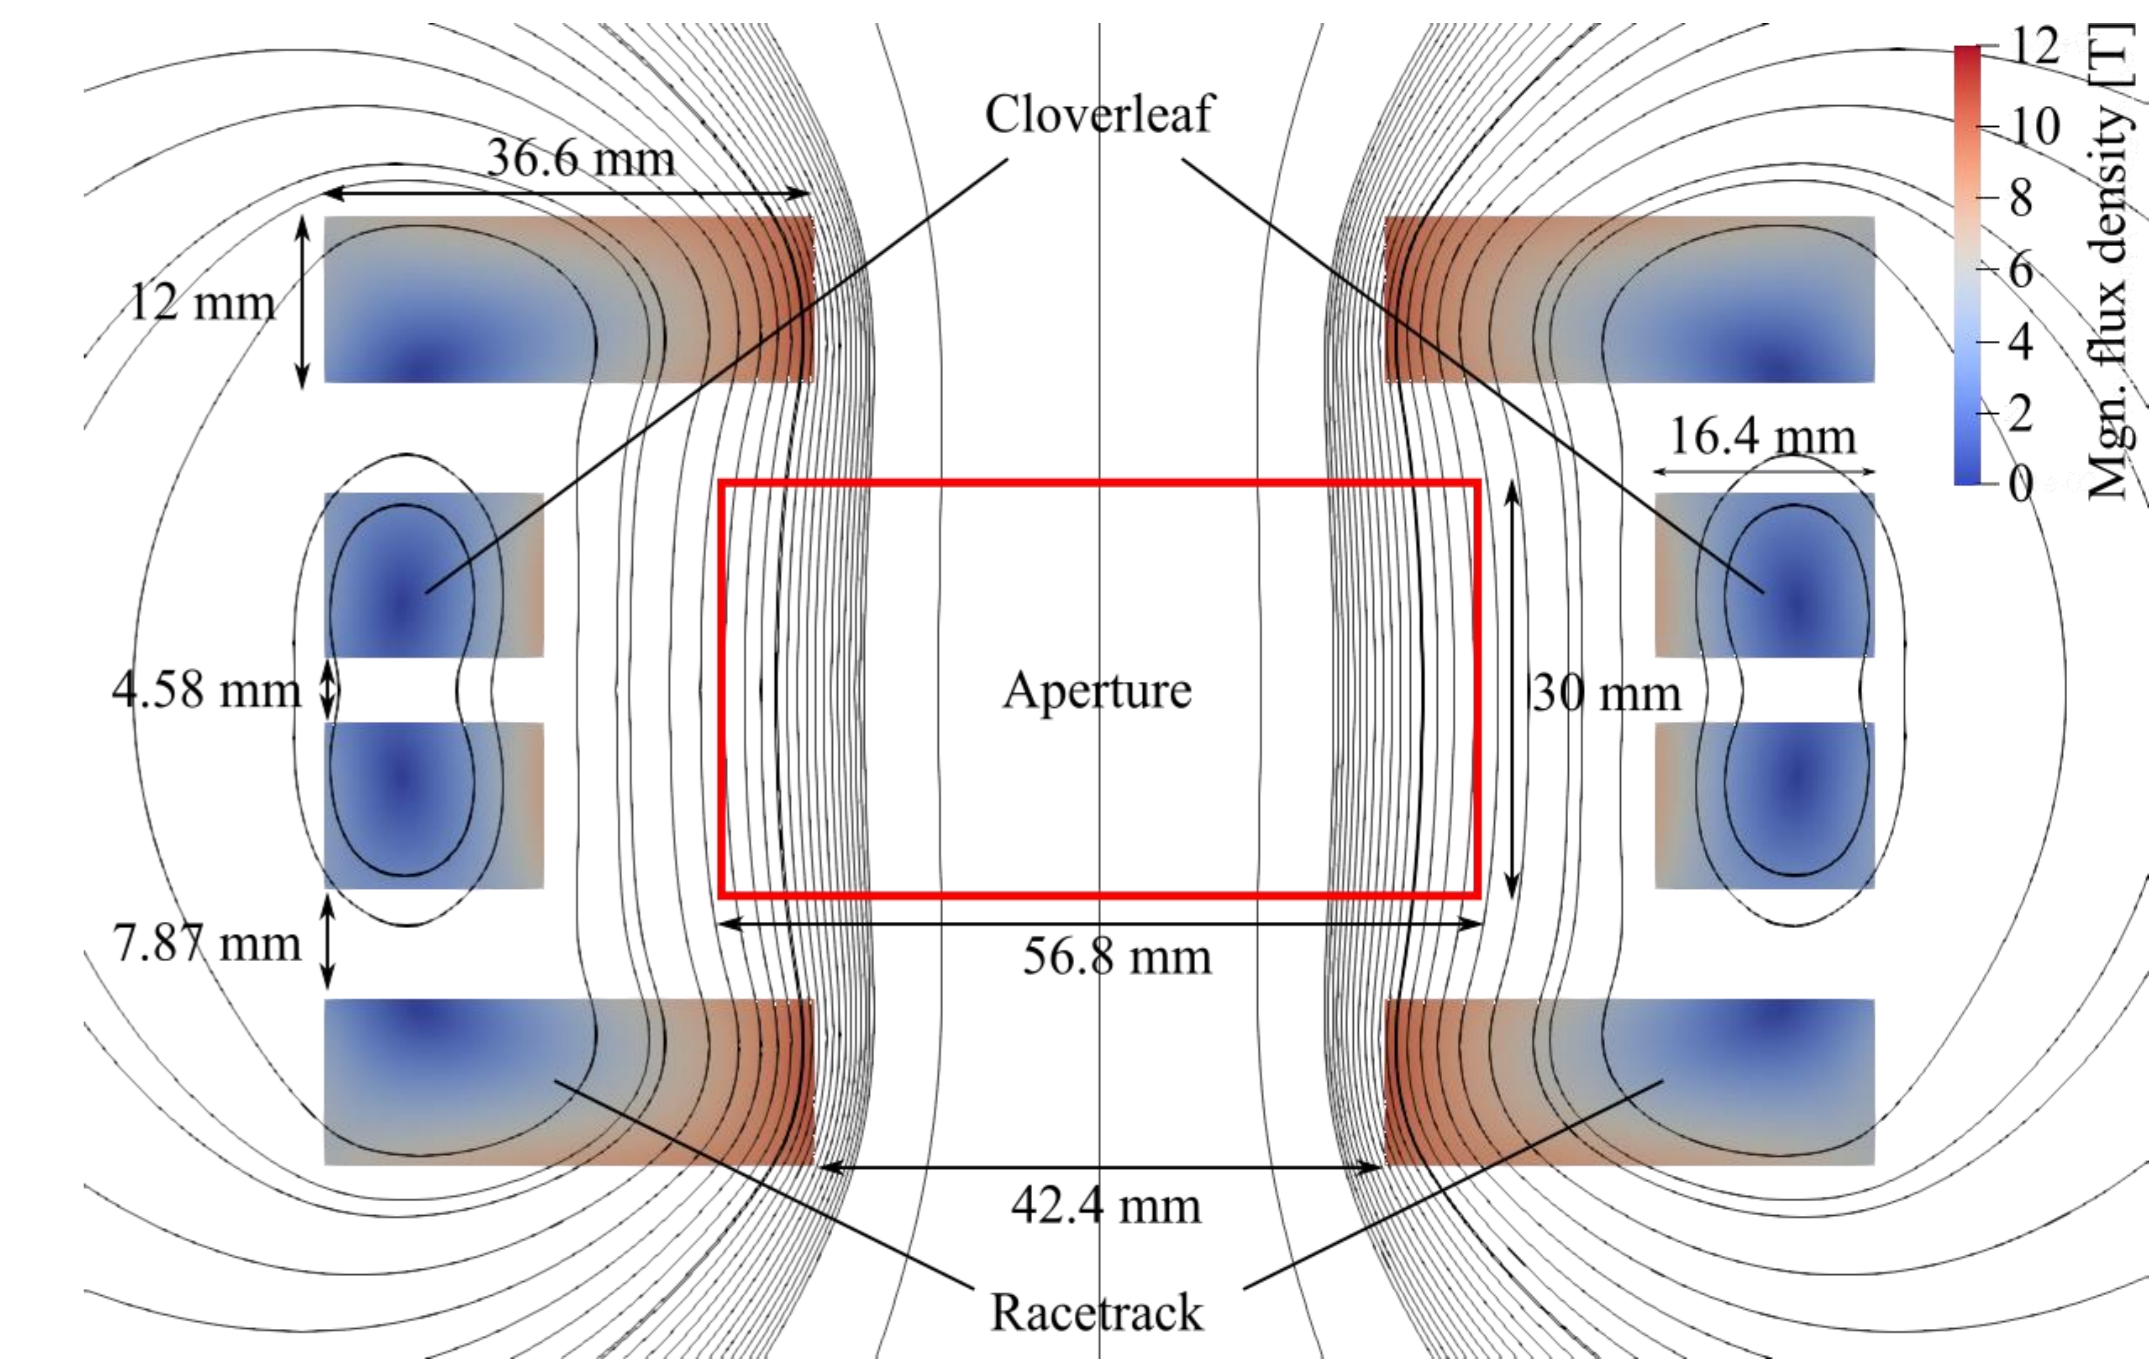 Cloverleaf
36.6 mm
12 mm
12
10
8
6
4
2
0
Mgn. flux density [T]
16.4 mm
4.58 mm
Aperture
30 mm
7.87 mm
56.8 mm
42.4 mm
Racetrack